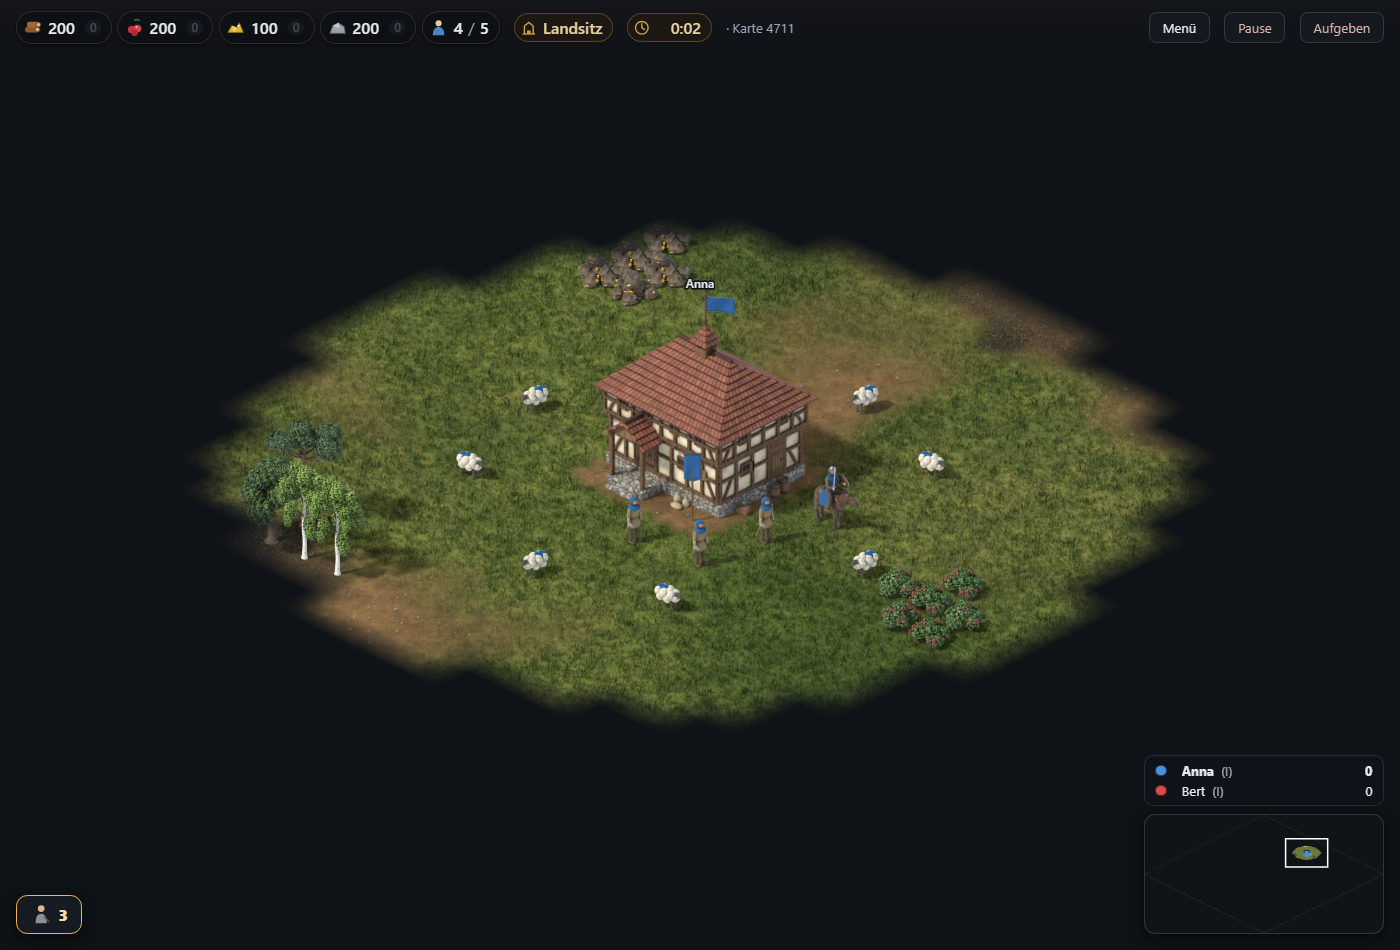 200 0 200 0 100 0 200 0 4 / 5 Landsitz 0:02 · Karte 4711 Menü Pause Aufgeben
Anna
Anna (I) 0
Bert (I) 0
3